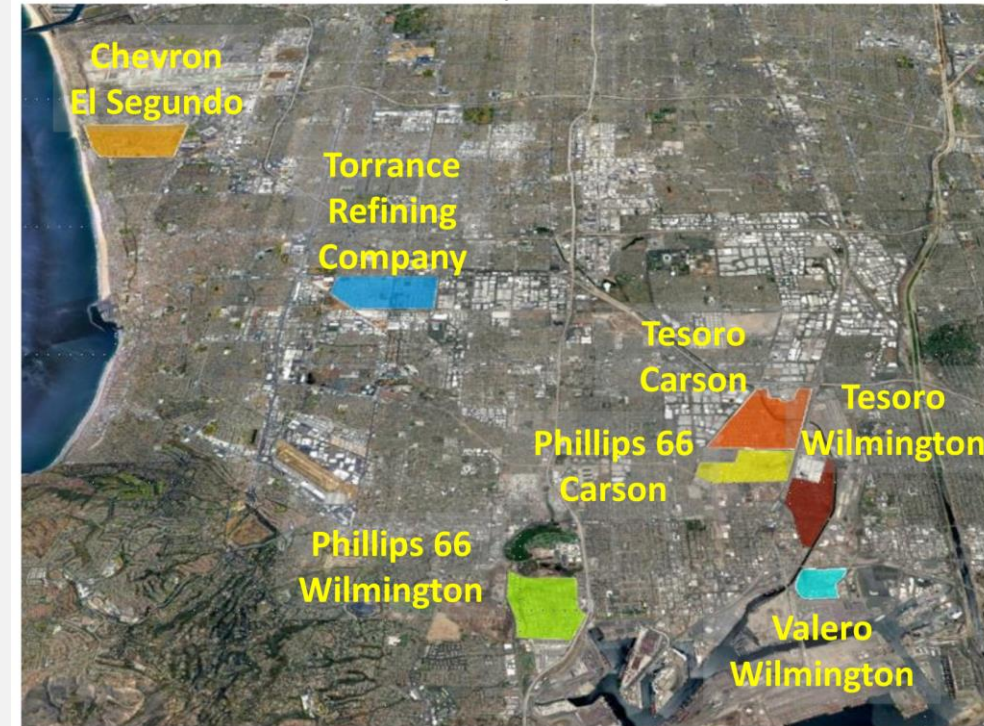 Chevron
El Segundo
Torrance
Refining
Company
Tesoro
Carson
Tesoro
Wilmington
Phillips 66
Carson
Phillips 66
Wilmington
Valero
Wilmington